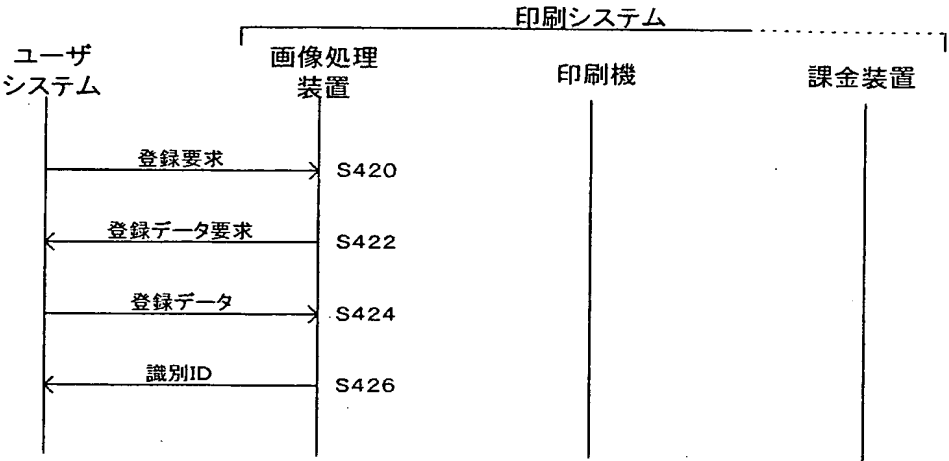 印刷システム
ユーザ
システム
画像処理
装置
印刷機
課金装置
登録要求
S420
登録データ要求
S422
登録データ
S424
識別ID
S426